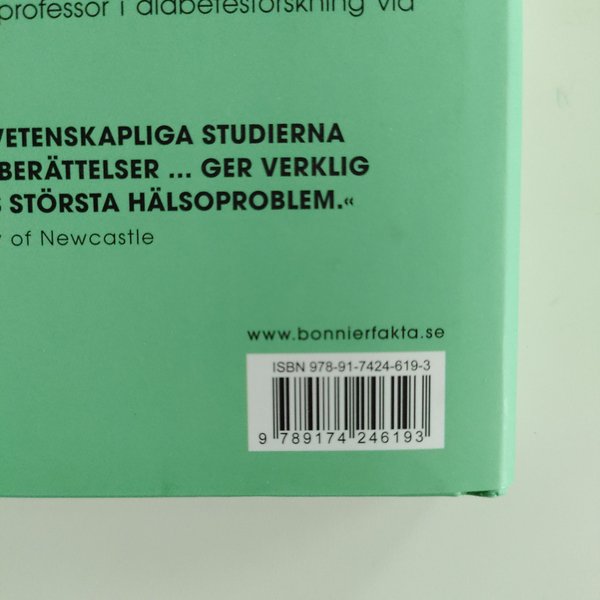 professor i diabetesforskning vid
VETENSKAPLIGA STUDIERNA
BERÄTTELSER ... GER VERKLIG
S STÖRSTA HÄLSOPROBLEM.«
y of Newcastle
www.bonnierfakta.se
ISBN 978-91-7424-619-3
9 789174 246193